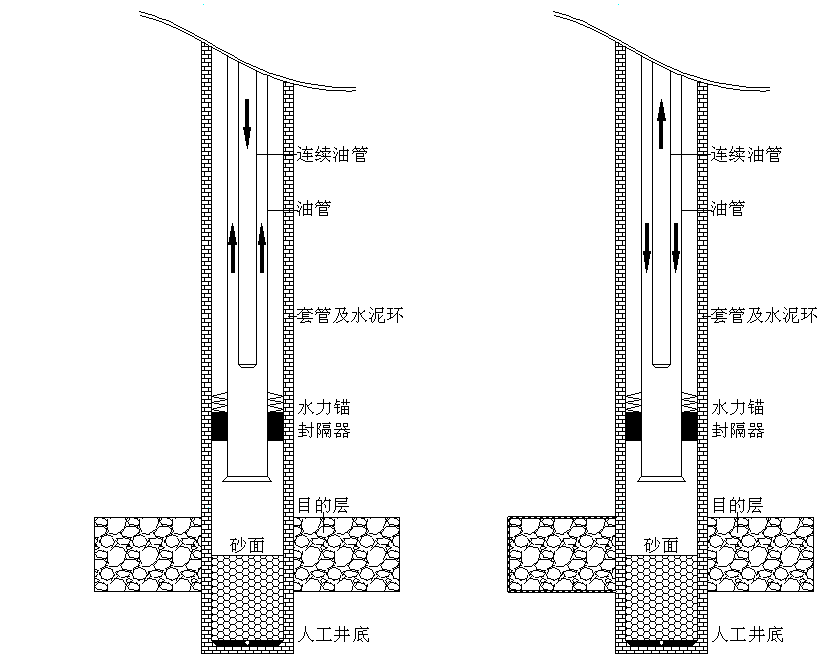 连续油管
油管
套管及水泥环
水力锚
封隔器
目的层
砂面
人工井底
连续油管
油管
套管及水泥环
水力锚
封隔器
目的层
砂面
人工井底